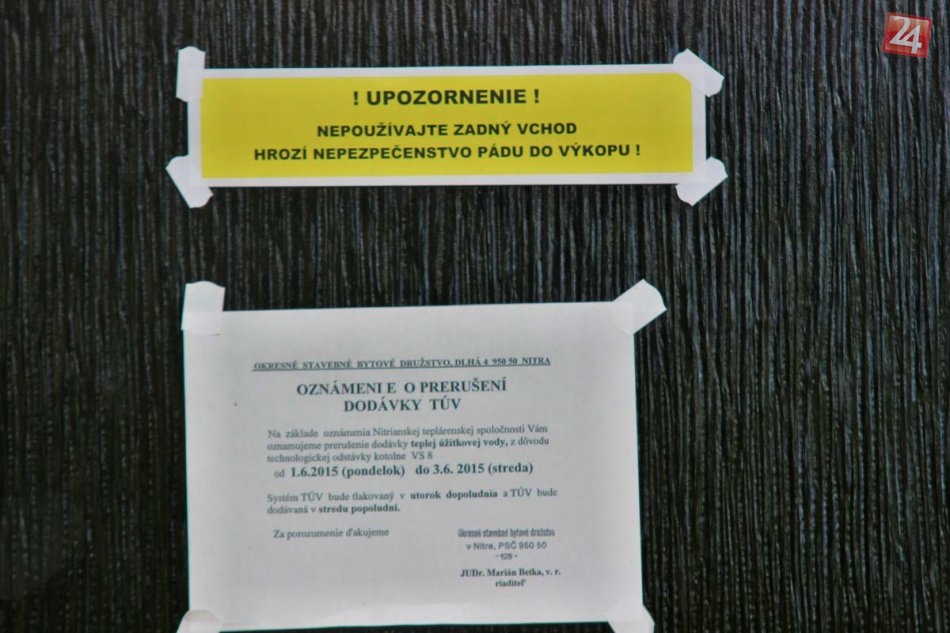 24
! UPOZORNENIE !
NEPOUŽÍVAJTE ZADNÝ VCHOD
HROZÍ NEPEZPEČENSTVO PÁDU DO VÝKOPU !
OKRESNÉ STAVEBNÉ BYTOVÉ DRUŽSTVO, DLHÁ 4 950 50 NITRA
OZNÁMENI E O PRERUŠENÍ
DODÁVKY TÚV
Na základe oznámenia Nitrianskej teplárenskej spoločnosti Vám
oznamujeme prerušenie dodávky teplej úžitkovej vody, z dôvodu
technologickej odstávky kotolne VS 8
od 1.6.2015 (pondelok) do 3.6. 2015 (streda)
Systém TÚV bude tlakovaný v utorok dopoludnia a TÚV bude
dodávaná v stredu popoludní.
Za porozumenie ďakujeme
Okresné stavebné bytové družstvo
v Nitre, PSČ 950 50
-129-
JUDr. Marián Betka, v. r.
riaditeľ